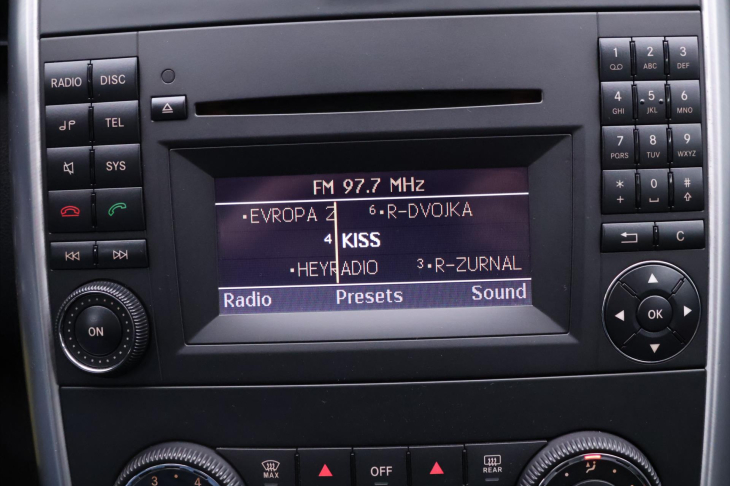 RADIO DISC
TEL
SYS
ON
FM 97.7 MHz
•EVROPA 2 6•R-DVOJKA
4 KISS
•HEYRADIO 3•R-ZURNAL
Radio Presets Sound
1 2 ABC 3 DEF
4 GHI 5 JKL 6 MNO
7 PQRS 8 TUV 9 WXYZ
* + 0 #
C
OK
MAX OFF REAR
3 4